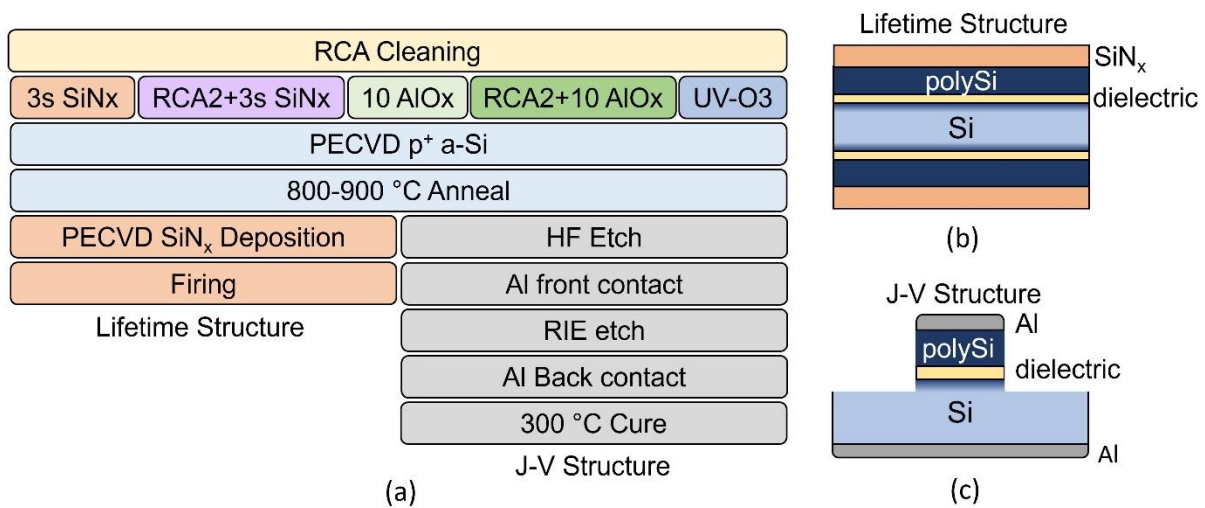 RCA Cleaning
3s SiNx RCA2+3s SiNx 10 AlOx RCA2+10 AlOx UV-O3
PECVD p⁺ a-Si
800-900 °C Anneal
PECVD SiNₓ Deposition
Firing
Lifetime Structure
HF Etch
Al front contact
RIE etch
Al Back contact
300 °C Cure
J-V Structure
(a)
Lifetime Structure
SiNₓ
polySi
dielectric
Si
(b)
J-V Structure
Al
polySi
dielectric
Si
Al
(c)